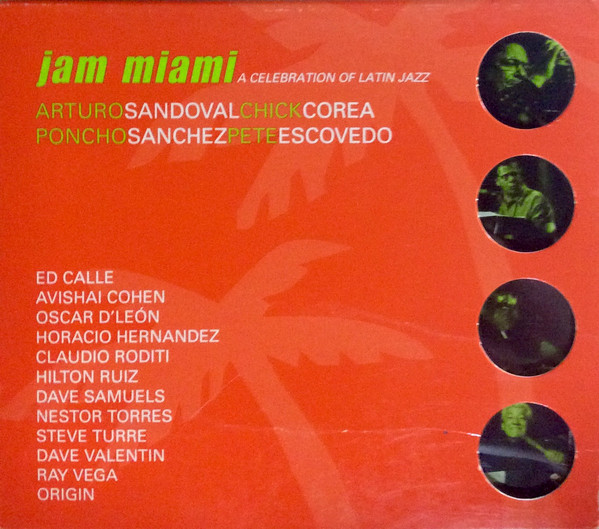 jam miami A CELEBRATION OF LATIN JAZZ
ARTUROSANDOVALCHICKCOREA
PONCHOSANCHEZPETEESCOVEDO
ED CALLE
AVISHAI COHEN
OSCAR D'LEÓN
HORACIO HERNANDEZ
CLAUDIO RODITI
HILTON RUIZ
DAVE SAMUELS
NESTOR TORRES
STEVE TURRE
DAVE VALENTIN
RAY VEGA
ORIGIN